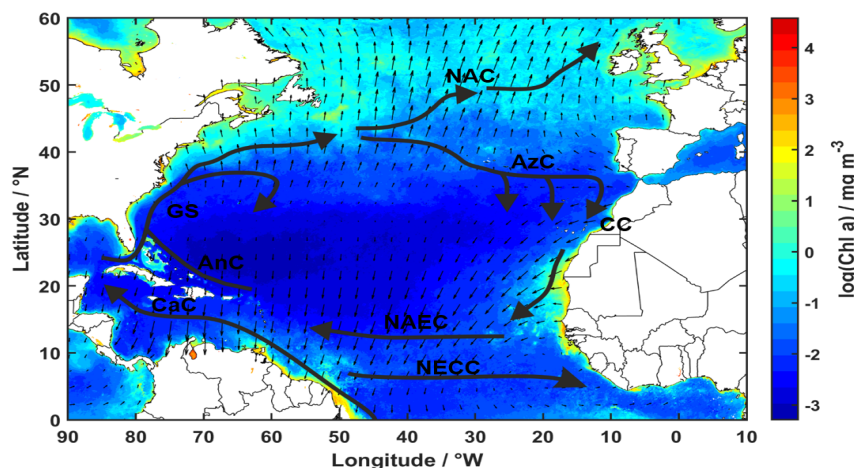 60
50
40
30
20
10
0
Latitude / °N
90 80 70 60 50 40 30 20 10 0 10
Longitude / °W
NAC
AzC
GS
CC
AnC
CaC
NAEC
NECC
4
3
2
1
0
-1
-2
-3
log(Chl a) / mg m-3